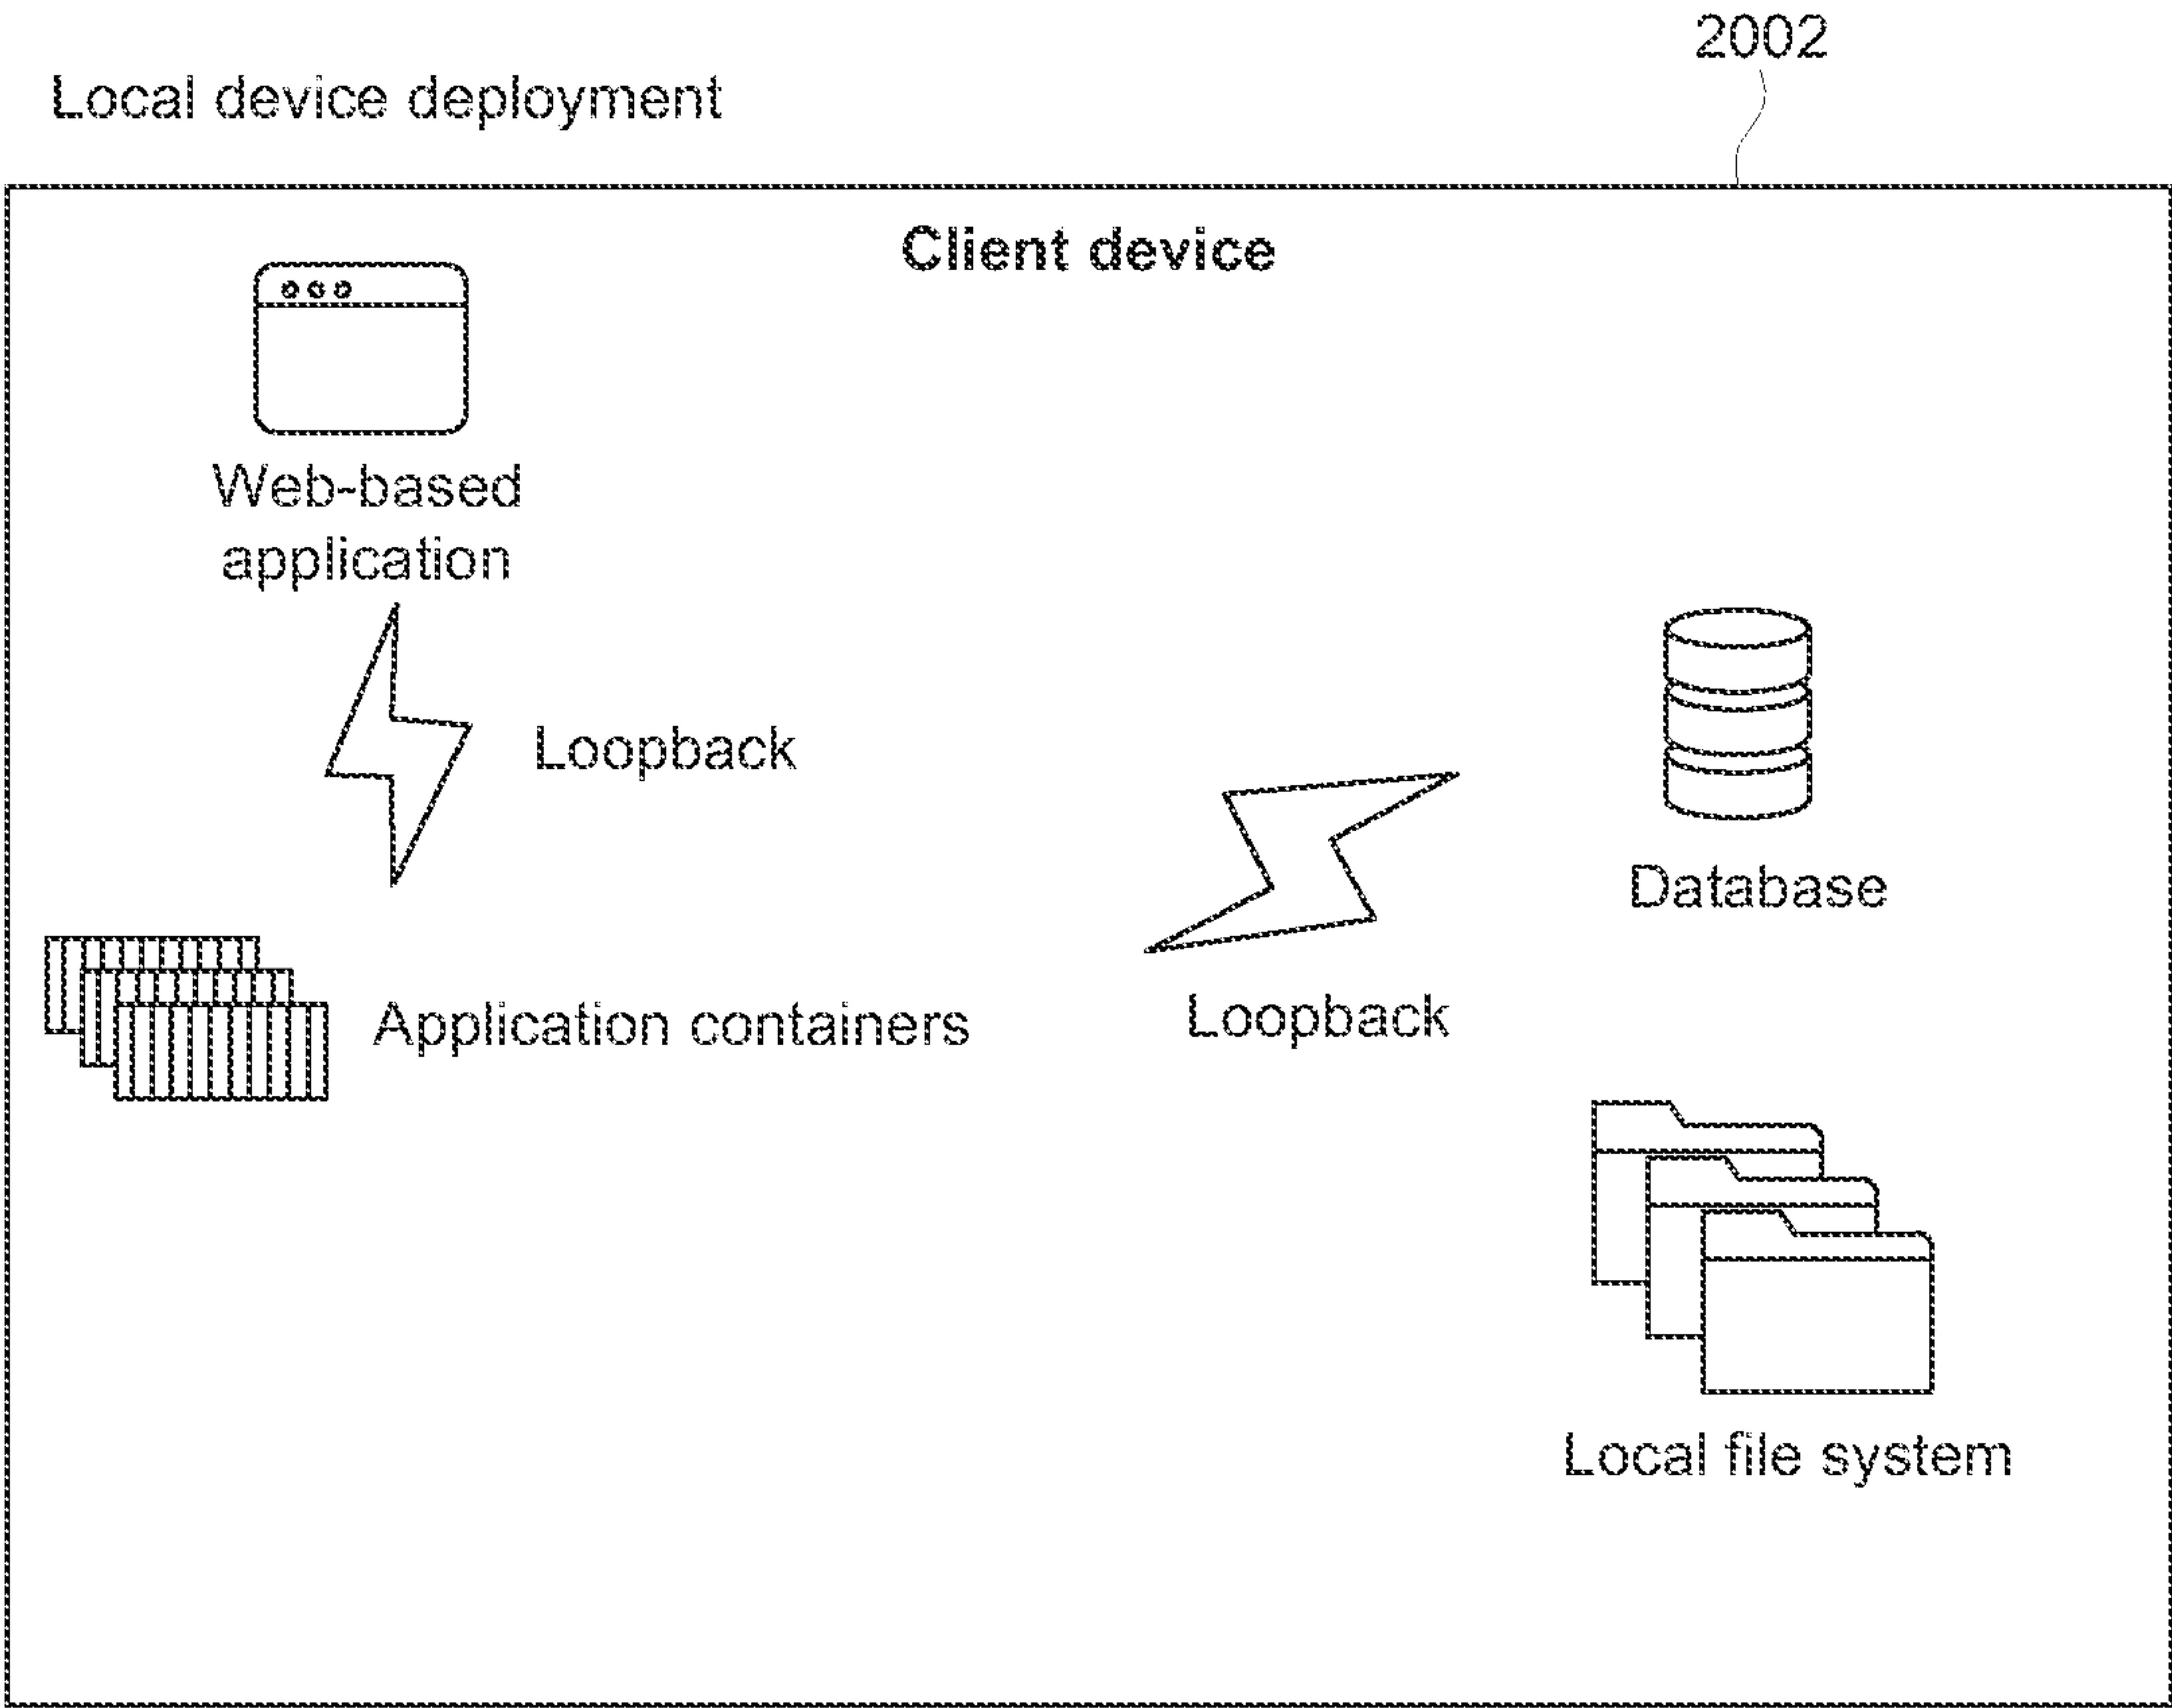 2002
Local device deployment
Client device
Web-based
application
Loopback
Database
Application containers
Loopback
Local file system